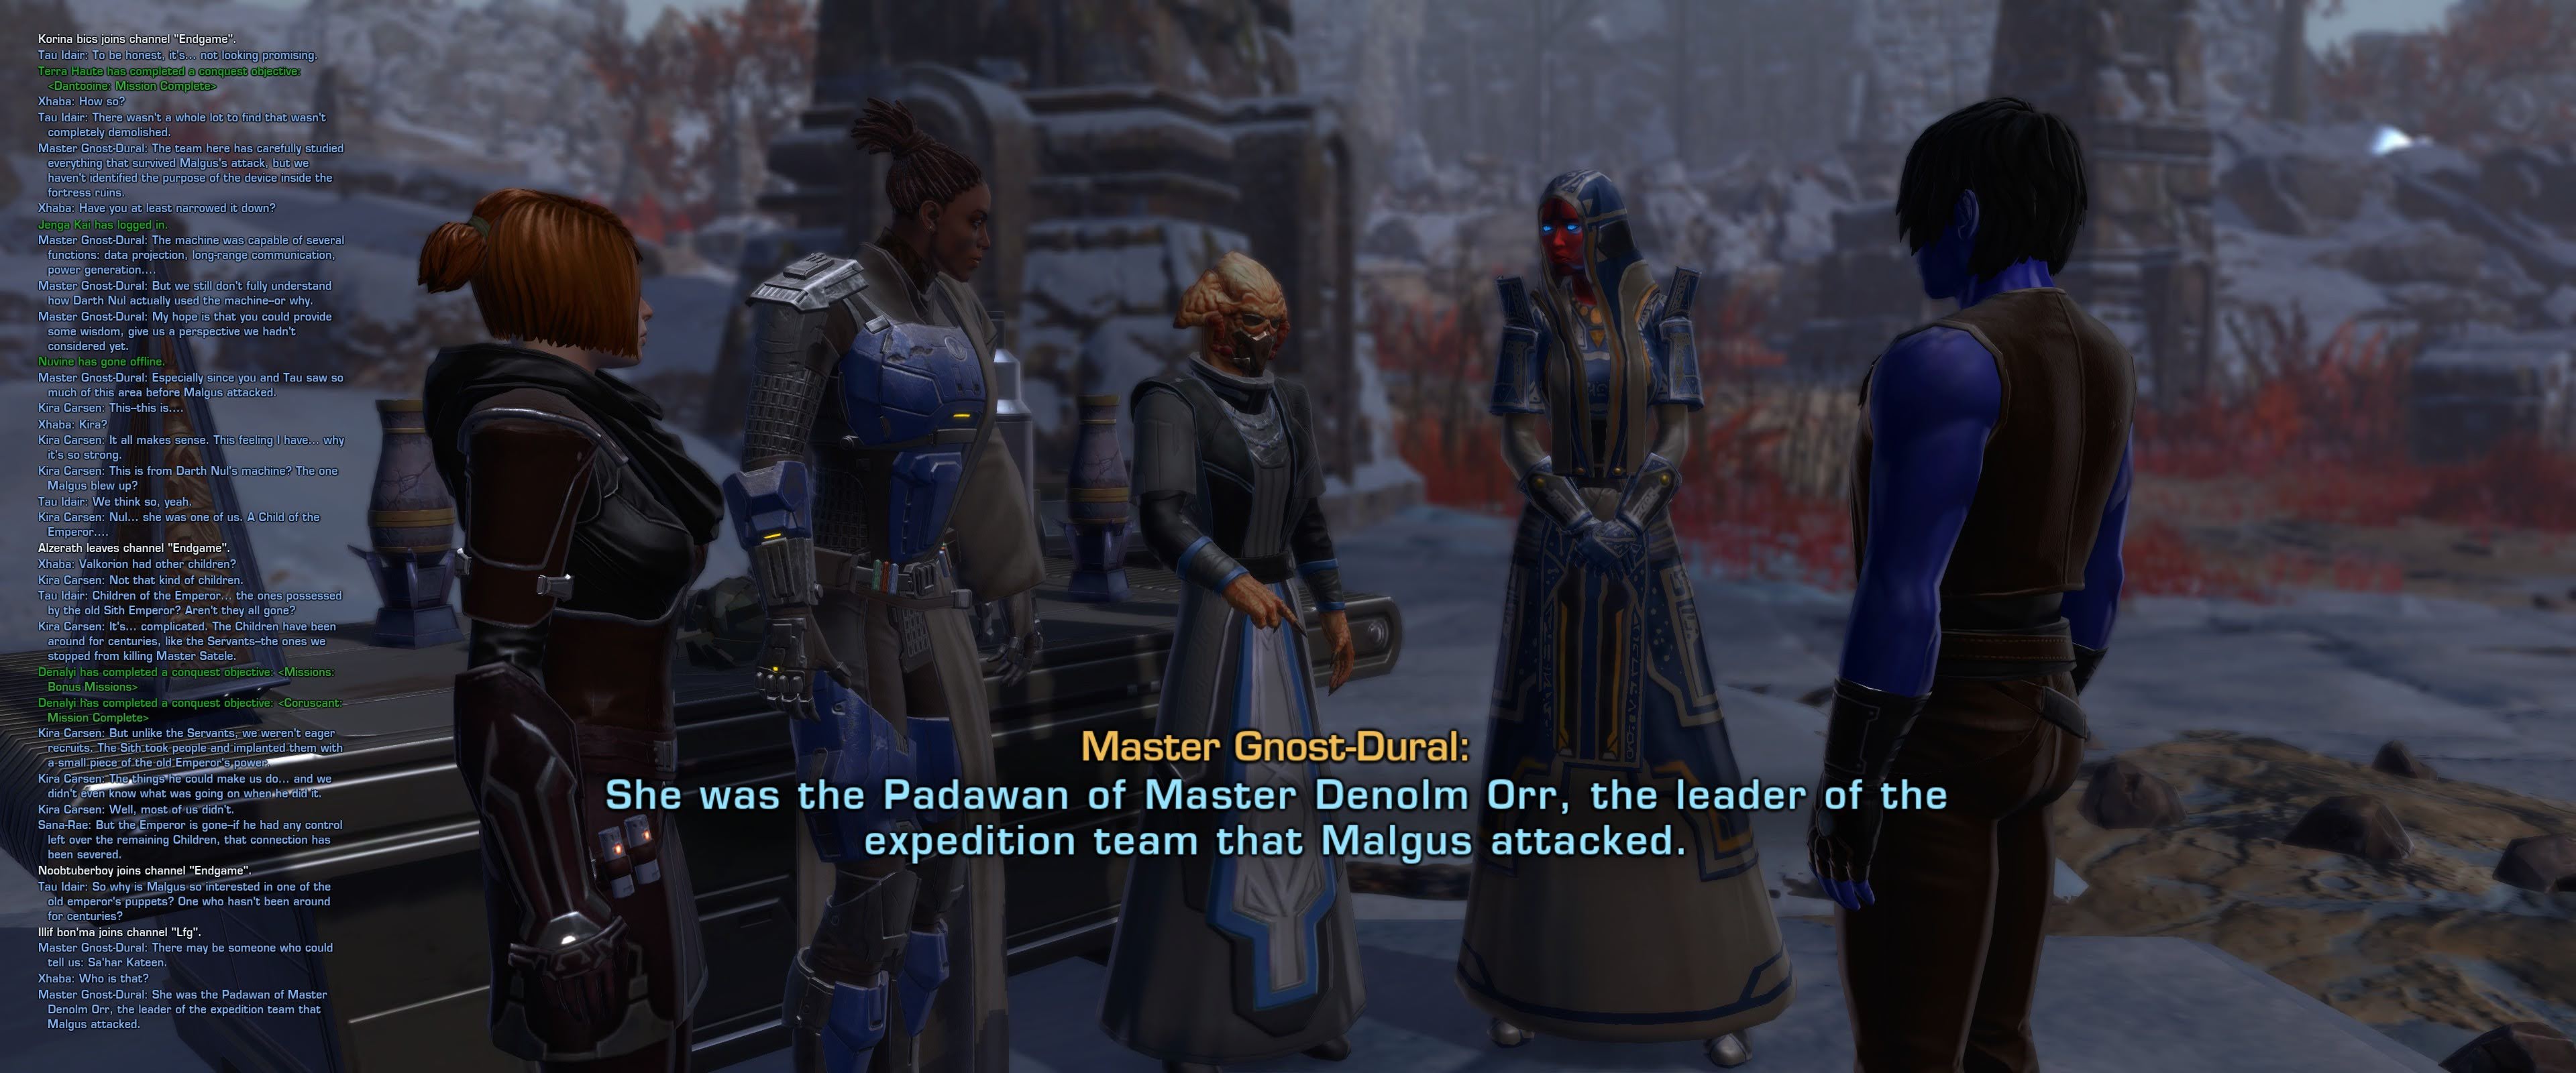 Korina bics joins channel "Endgame".
Tau Idair: To be honest, it's... not looking promising.
Terra Haute has completed a conquest objective:
<Dantooine: Mission Complete>
Xhaba: How so?
Tau Idair: There wasn't a whole lot to find that wasn't
completely demolished.
Master Gnost-Dural: The team here has carefully studied
everything that survived Malgus's attack, but we
haven't identified the purpose of the device inside the
fortress ruins.
Xhaba: Have you at least narrowed it down?
Jenga Kai has logged in.
Master Gnost-Dural: The machine was capable of several
functions: data projection, long-range communication,
power generation....
Master Gnost-Dural: But we still don't fully understand
how Darth Nul actually used the machine–or why.
Master Gnost-Dural: My hope is that you could provide
some wisdom, give us a perspective we hadn't
considered yet.
Nuvine has gone offline.
Master Gnost-Dural: Especially since you and Tau saw so
much of this area before Malgus attacked.
Kira Carsen: This–this is....
Xhaba: Kira?
Kira Carsen: It all makes sense. This feeling I have... why
it's so strong.
Kira Carsen: This is from Darth Nul's machine? The one
Malgus blew up?
Tau Idair: We think so, yeah.
Kira Carsen: Nul... she was one of us. A Child of the
Emperor....
Alzerath leaves channel "Endgame".
Xhaba: Valkorion had other children?
Kira Carsen: Not that kind of children.
Tau Idair: Children of the Emperor... the ones possessed
by the old Sith Emperor? Aren't they all gone?
Kira Carsen: It's... complicated. The Children have been
around for centuries, like the Servants–the ones we
stopped from killing Master Satele.
Denalyi has completed a conquest objective: <Missions:
Bonus Missions>
Denalyi has completed a conquest objective: <Coruscant:
Mission Complete>
Kira Carsen: But unlike the Servants, we weren't eager
recruits. The Sith took people and implanted them with
a small piece of the old Emperor's power.
Kira Carsen: The things he could make us do... and we
didn't even know what was going on when he did it.
Kira Carsen: Well, most of us didn't.
Sana-Rae: But the Emperor is gone–if he had any control
left over the remaining Children, that connection has
been severed.
Noobtuberboy joins channel "Endgame".
Tau Idair: So why is Malgus so interested in one of the
old emperor's puppets? One who hasn't been around
for centuries?
Illif bon'ma joins channel "Lfg".
Master Gnost-Dural: There may be someone who could
tell us: Sa'har Kateen.
Xhaba: Who is that?
Master Gnost-Dural: She was the Padawan of Master
Denolm Orr, the leader of the expedition team that
Malgus attacked.
Master Gnost-Dural:
She was the Padawan of Master Denolm Orr, the leader of the
expedition team that Malgus attacked.